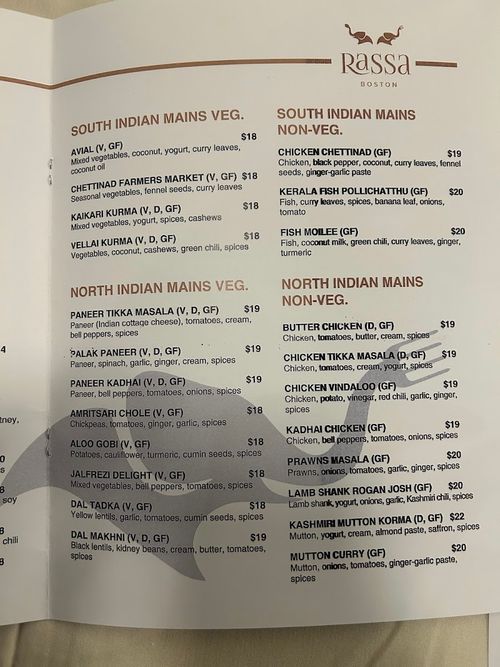 Rassa
BOSTON
SOUTH INDIAN MAINS VEG.
AVIAL (V, GF) $18
Mixed vegetables, coconut, yogurt, curry leaves,
coconut oil
CHETTINAD FARMERS MARKET (V, GF) $18
Seasonal vegetables, fennel seeds, curry leaves
KAIKARI KURMA (V, D, GF) $18
Mixed vegetables, yogurt, spices, cashews
VELLAI KURMA (V, D, GF) $18
Vegetables, coconut, cashews, green chili, spices
NORTH INDIAN MAINS VEG.
PANEER TIKKA MASALA (V, D, GF) $19
Paneer (Indian cottage cheese), tomatoes, cream,
bell peppers, spices
PALAK PANEER (V, D, GF) $19
Paneer, spinach, garlic, ginger, cream, spices
PANEER KADHAI (V, D, GF) $19
Paneer, bell peppers, tomatoes, onions, spices
AMRITSARI CHOLE (V, GF) $18
Chickpeas, tomatoes, ginger, garlic, spices
ALOO GOBI (V, GF) $18
Potatoes, cauliflower, turmeric, cumin seeds, spices
JALFREZI DELIGHT (V, GF) $18
Mixed vegetables, bell peppers, tomatoes, spices
DAL TADKA (V, GF) $18
Yellow lentils, garlic, tomatoes, cumin seeds, spices
DAL MAKHNI (V, D, GF) $19
Black lentils, kidney beans, cream, butter, tomatoes,
spices
SOUTH INDIAN MAINS
NON-VEG.
CHICKEN CHETTINAD (GF) $19
Chicken, black pepper, coconut, curry leaves, fennel
seeds, ginger-garlic paste
KERALA FISH POLLICHATTHU (GF) $20
Fish, curry leaves, spices, banana leaf, onions,
tomato
FISH MOILEE (GF) $20
Fish, coconut milk, green chili, curry leaves, ginger,
turmeric
NORTH INDIAN MAINS
NON-VEG.
BUTTER CHICKEN (D, GF) $19
Chicken, tomatoes, butter, cream, spices
CHICKEN TIKKA MASALA (D, GF) $19
Chicken, tomatoes, cream, yogurt, spices
CHICKEN VINDALOO (GF) $19
Chicken, potato, vinegar, red chili, garlic, ginger,
spices
KADHAI CHICKEN (GF) $19
Chicken, bell peppers, tomatoes, onions, spices
PRAWNS MASALA (GF) $20
Prawns, onions, tomatoes, garlic, ginger, spices
LAMB SHANK ROGAN JOSH (GF) $20
Lamb shank, yogurt, onions, garlic, Kashmiri chili, spices
KASHMIRI MUTTON KORMA (D, GF) $22
Mutton, yogurt, cream, almond paste, saffron, spices
MUTTON CURRY (GF) $20
Mutton, onions, tomatoes, ginger-garlic paste,
spices
4
soy
chili
8